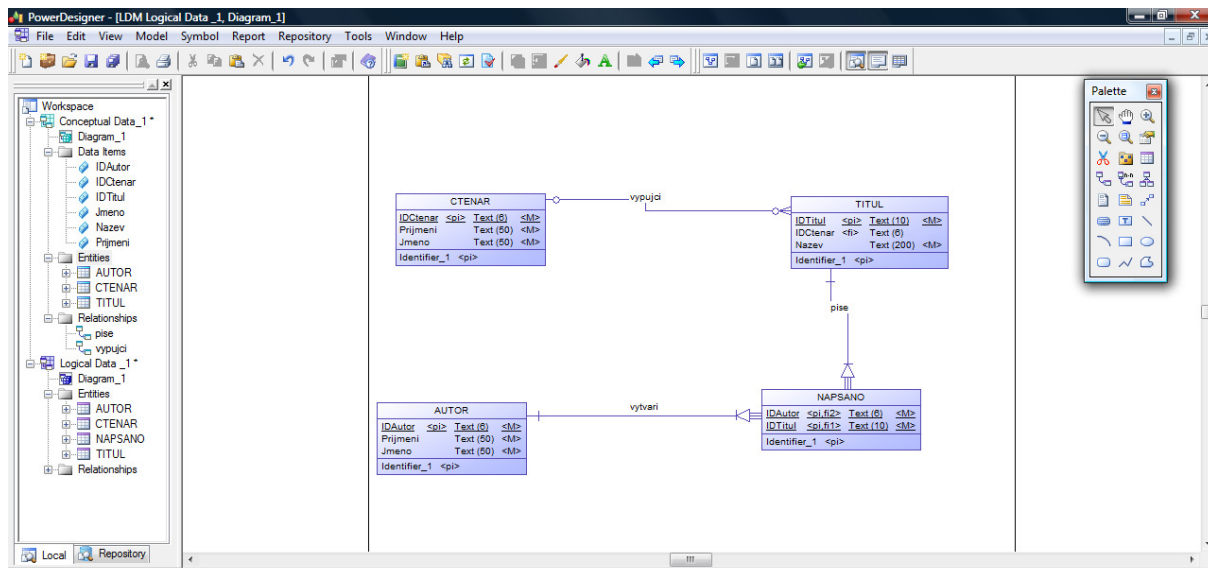 PowerDesigner - [LDM Logical Data _1, Diagram_1]
File Edit View Model Symbol Report Repository Tools Window Help
Workspace
Conceptual Data_1 *
Diagram_1
Data Items
IDAutor
IDCtenar
IDTitul
Jmeno
Nazev
Prijmeni
Entities
AUTOR
CTENAR
TITUL
Relationships
pise
vypujci
Logical Data _1 *
Diagram_1
Entities
AUTOR
CTENAR
NAPSANO
TITUL
Relationships
Local Repository
CTENAR
IDCtenar <pi> Text (6) <M>
Prijmeni Text (50) <M>
Jmeno Text (50) <M>
Identifier_1 <pi>
vypujci
TITUL
IDTitul <pi> Text (10) <M>
IDCtenar <fi> Text (6)
Nazev Text (200) <M>
Identifier_1 <pi>
pise
AUTOR
IDAutor <pi> Text (6) <M>
Prijmeni Text (50) <M>
Jmeno Text (50) <M>
Identifier_1 <pi>
vytvari
NAPSANO
IDAutor <pi,fi2> Text (6) <M>
IDTitul <pi,fi1> Text (10) <M>
Identifier_1 <pi>
Palette